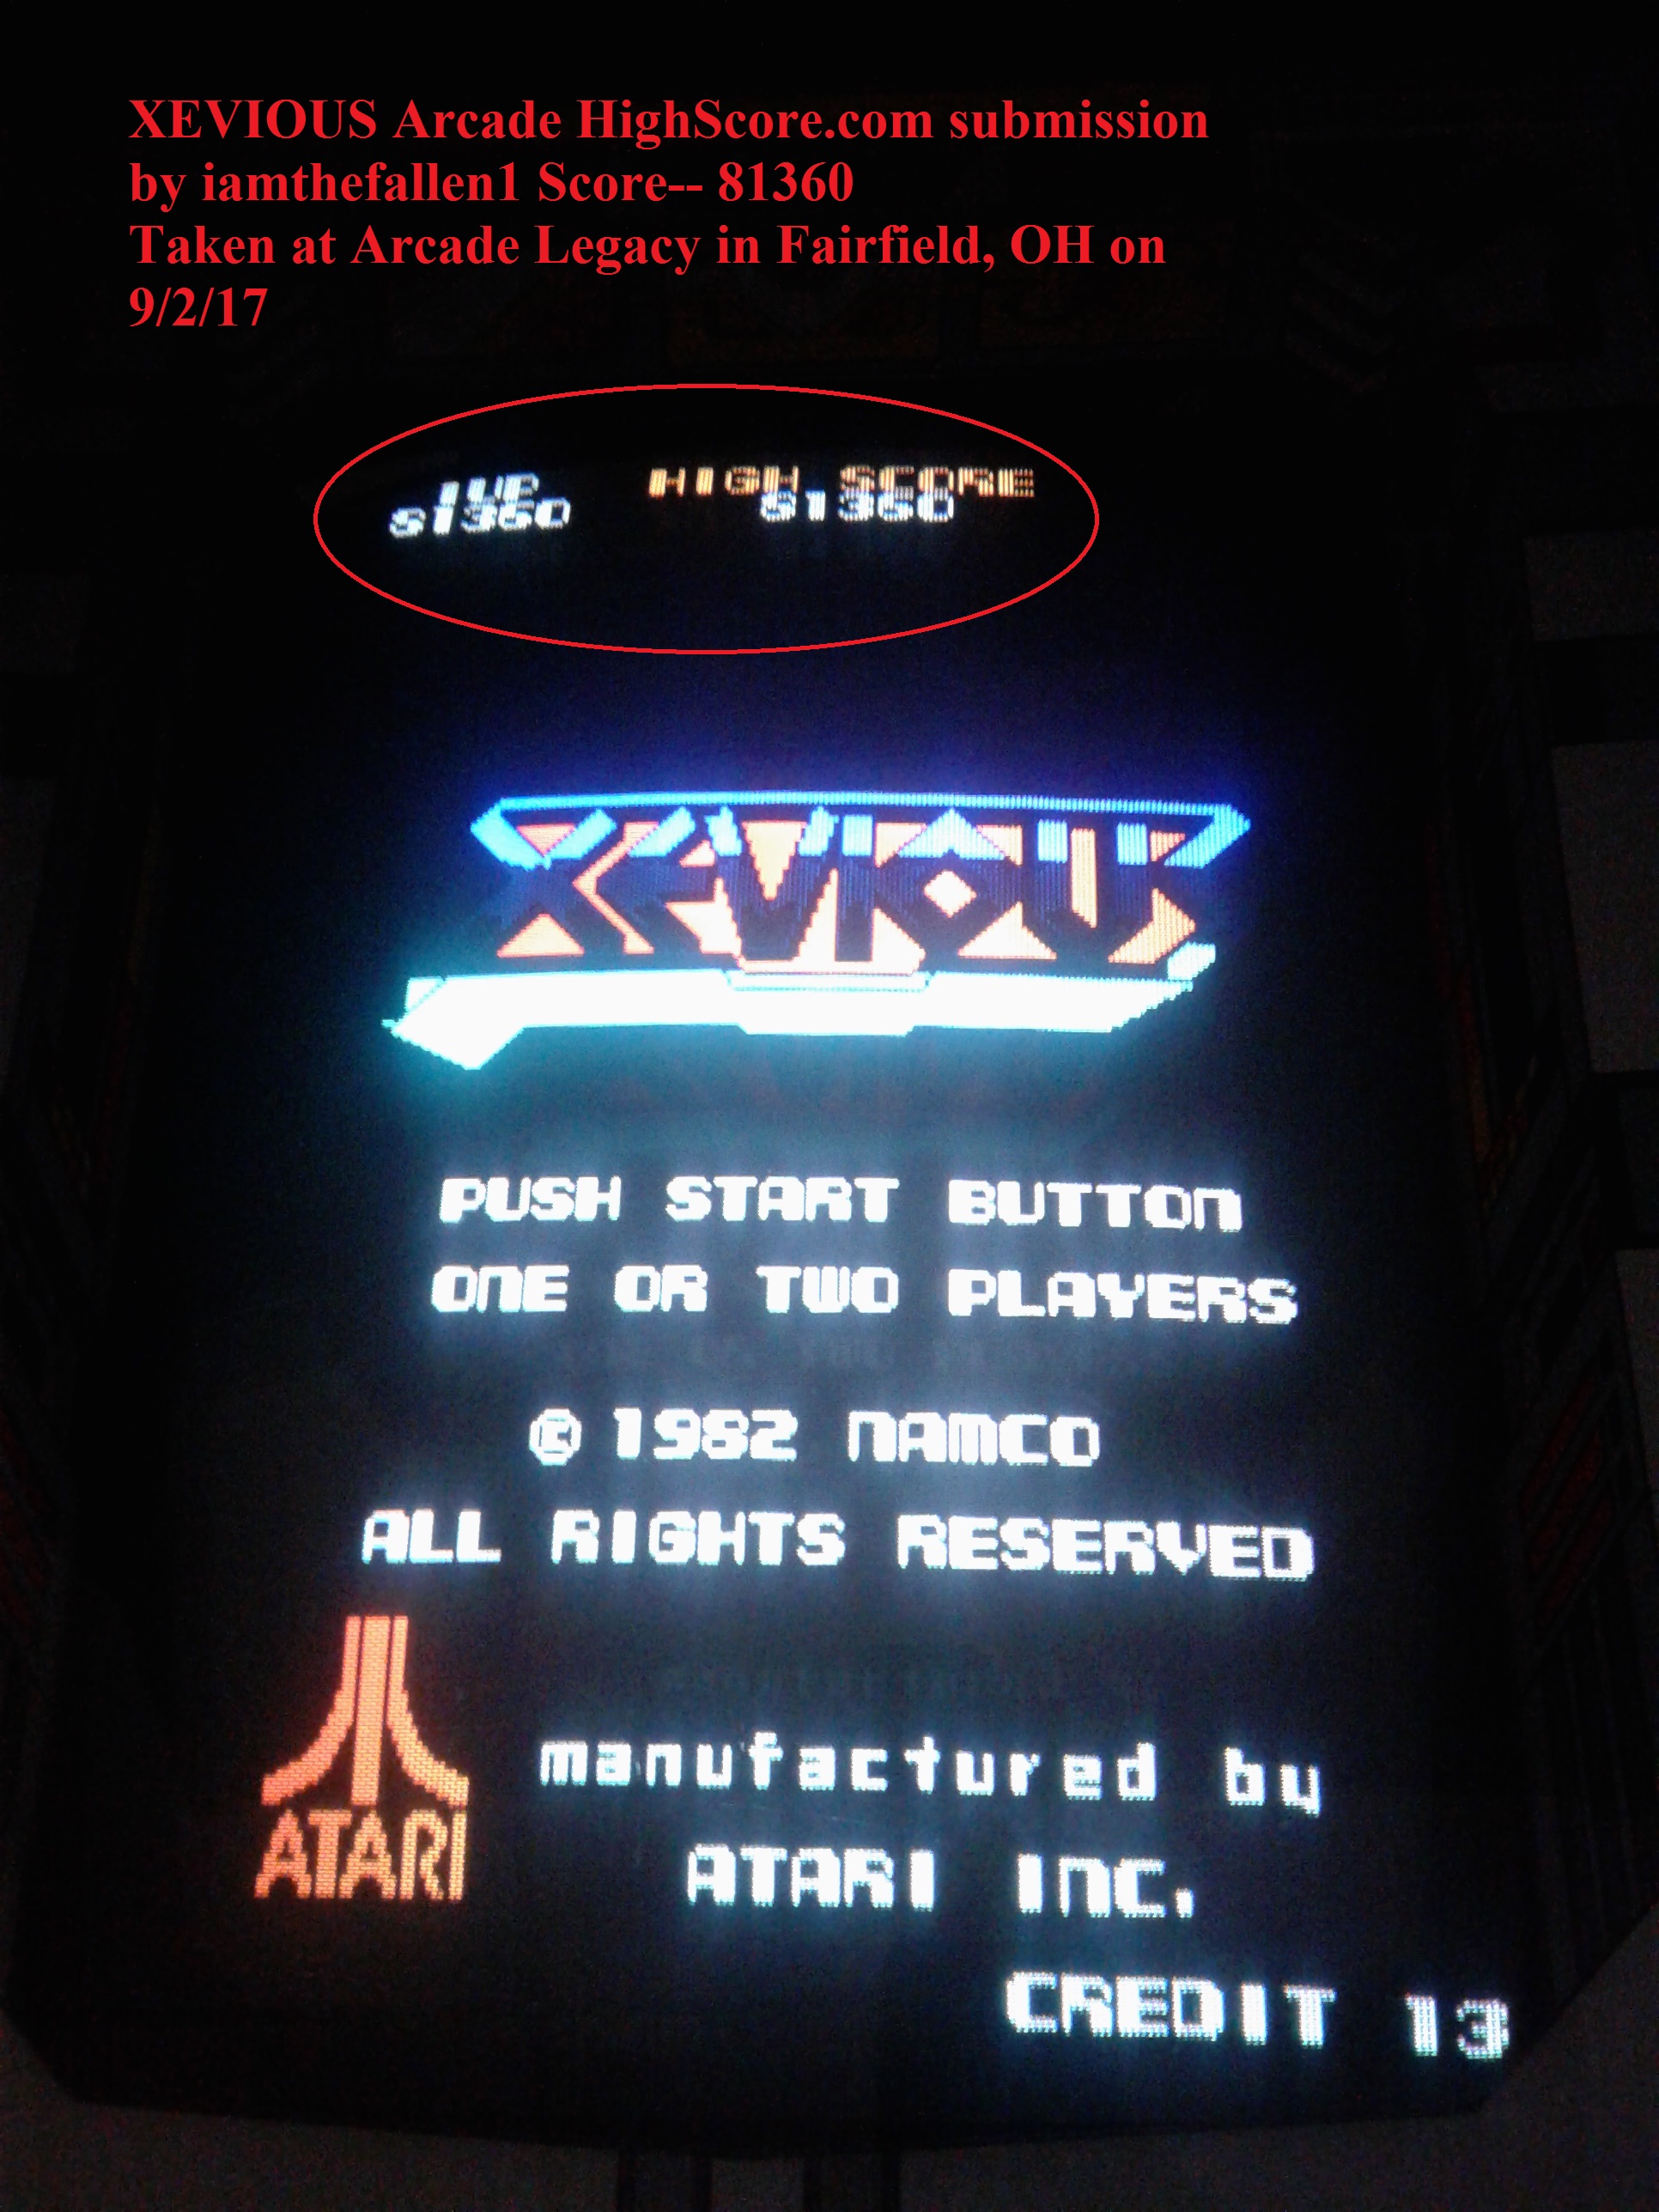 XEVIOUS Arcade HighScore.com submission
by iamthefallen1 Score-- 81360
Taken at Arcade Legacy in Fairfield, OH on
9/2/17
1UP HIGH SCORE
81360 81360
XEVIOUS
PUSH START BUTTON
ONE OR TWO PLAYERS
© 1982 NAMCO
ALL RIGHTS RESERVED
manufactured by
ATARI
ATARI INC.
CREDIT 13